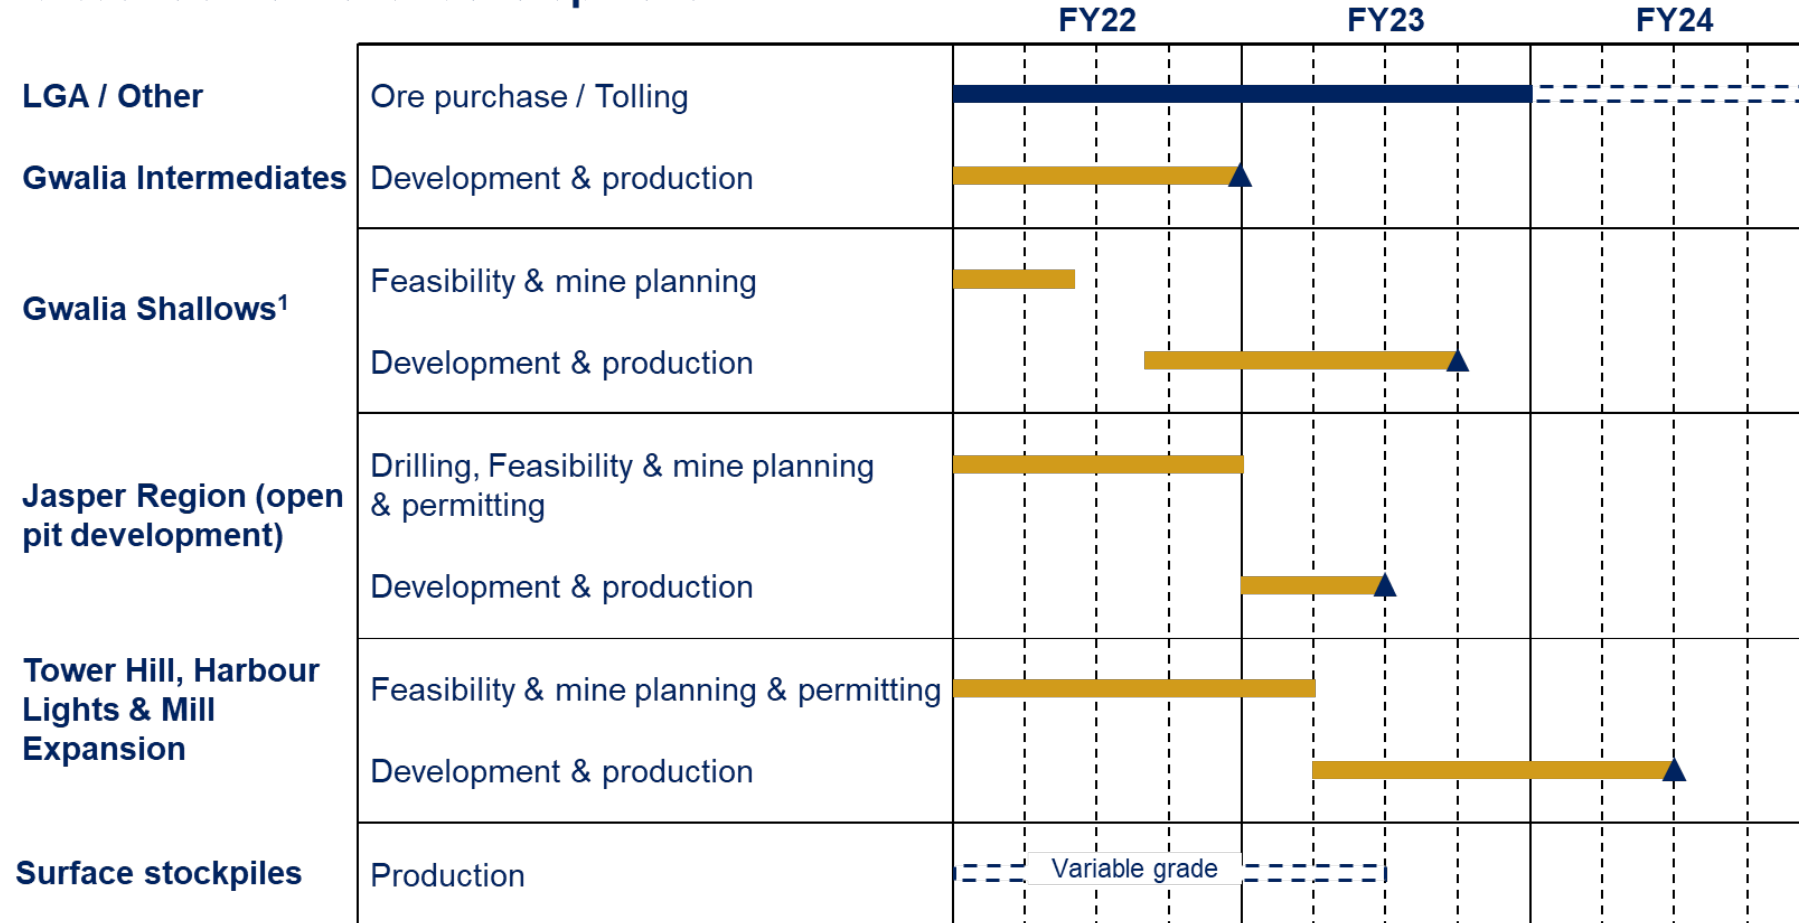 FY22 FY23 FY24
LGA / Other
Ore purchase / Tolling
Gwalia Intermediates
Development & production
Gwalia Shallows¹
Feasibility & mine planning
Development & production
Jasper Region (open
pit development)
Drilling, Feasibility & mine planning
& permitting
Development & production
Tower Hill, Harbour
Lights & Mill
Expansion
Feasibility & mine planning & permitting
Development & production
Surface stockpiles
Production
Variable grade